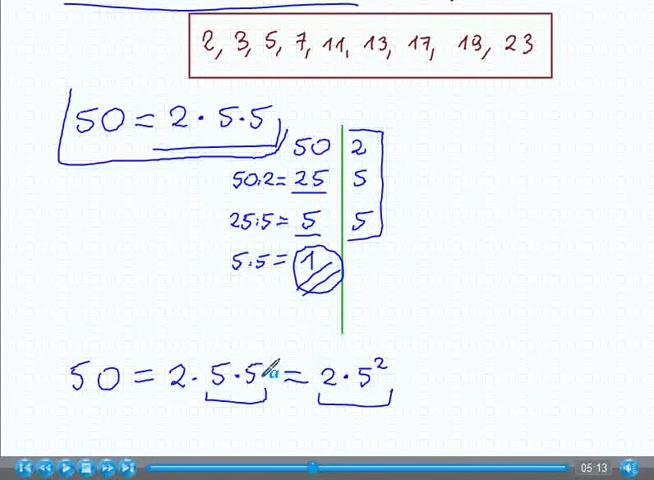 2, 3, 5, 7, 11, 13, 17, 19, 23
50 = 2 · 5 · 5
50 | 2
50:2 = 25 | 5
25:5 = 5 | 5
5:5 = 1
50 = 2 · 5 · 5 = 2 · 5²
05:13